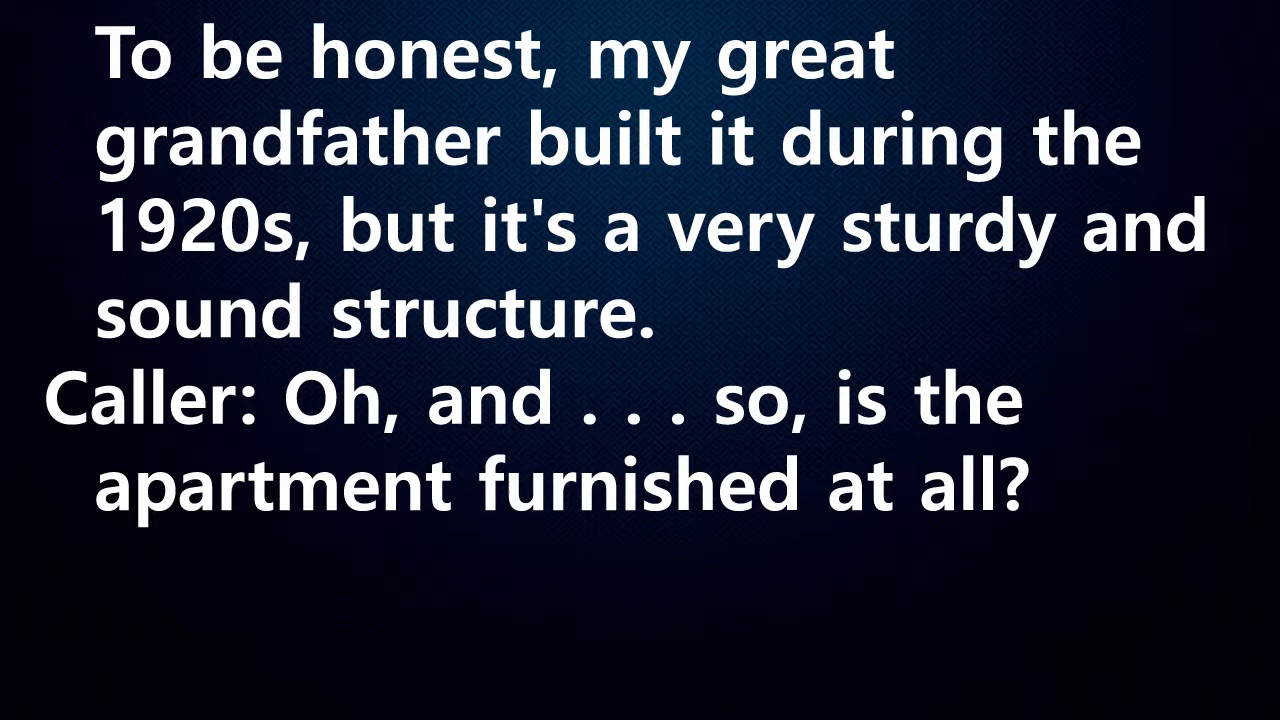 To be honest, my great
grandfather built it during the
1920s, but it's a very sturdy and
sound structure.
Caller: Oh, and . . . so, is the
apartment furnished at all?